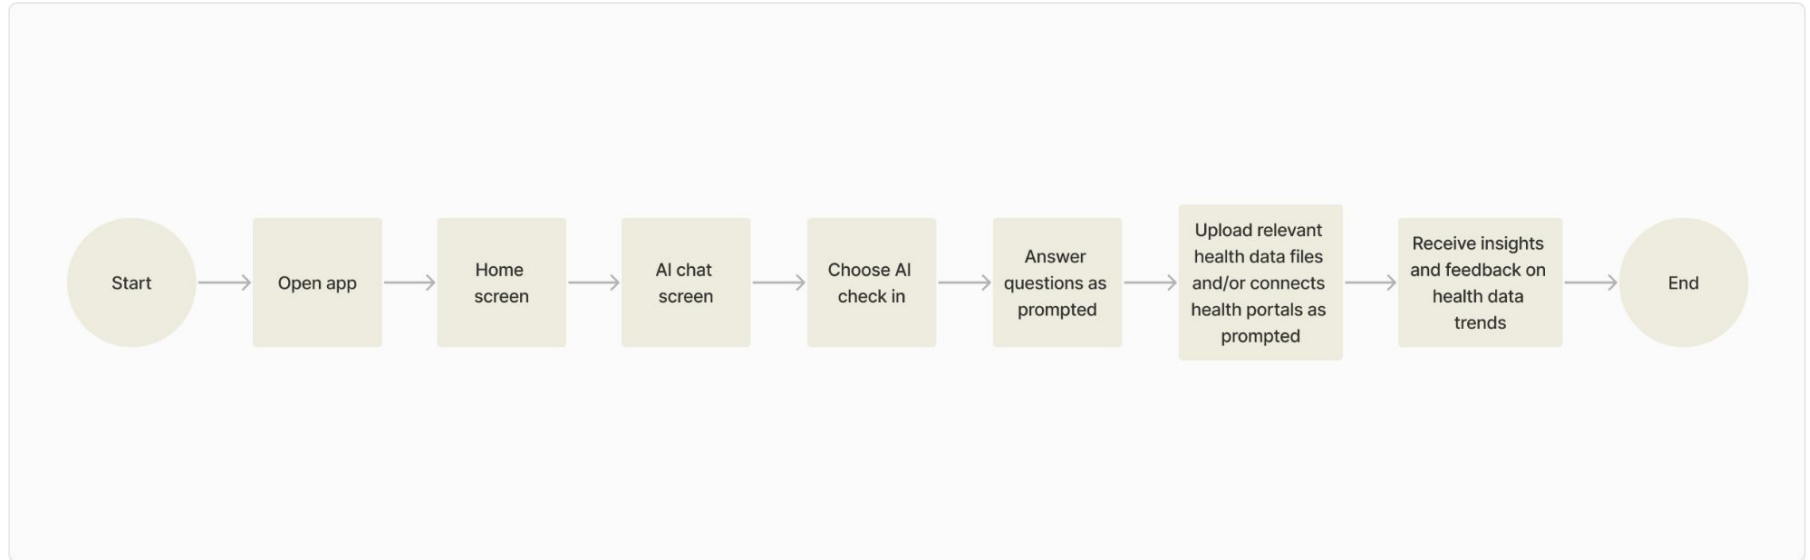 Start
Open app
Home
screen
AI chat
screen
Choose AI
check in
Answer
questions as
prompted
Upload relevant
health data files
and/or connects
health portals as
prompted
Receive insights
and feedback on
health data
trends
End